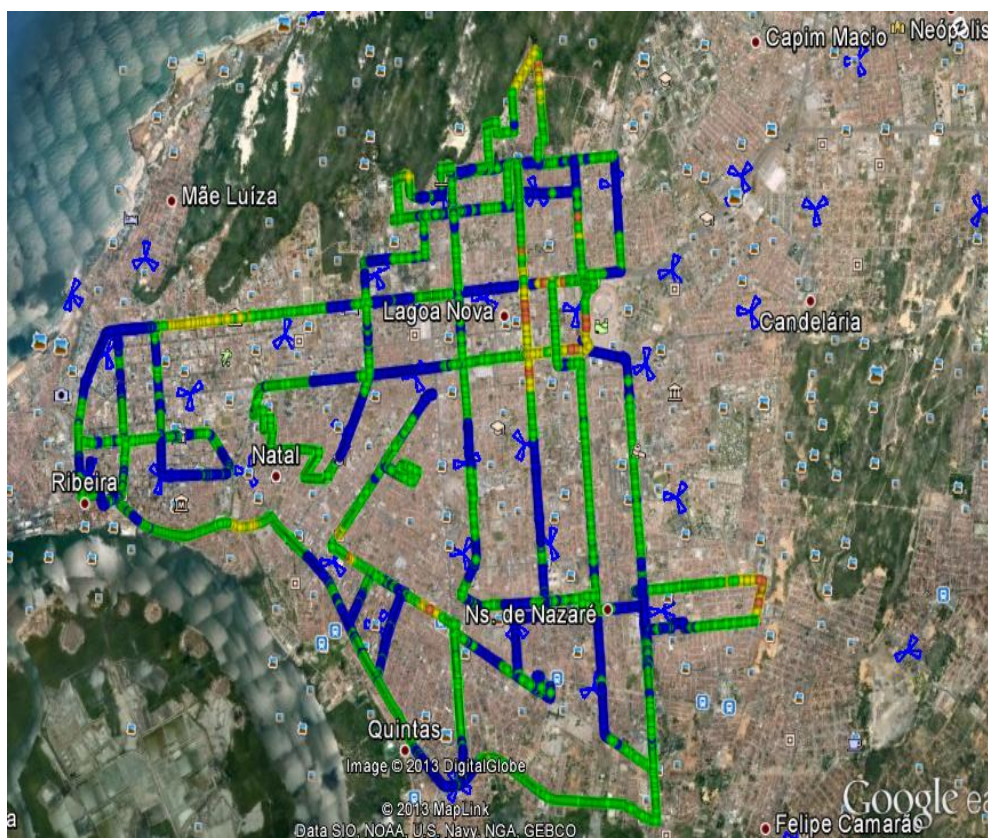 Capim Macio
Neópolis
Mãe Luíza
Lagoa Nova
Candelária
Natal
Ribeira
Ns. de Nazaré
Quintas
Image © 2013 DigitalGlobe
© 2013 MapLink
Data SIO, NOAA, U.S. Navy, NGA, GEBCO
Google ea
a
Felipe Camarão